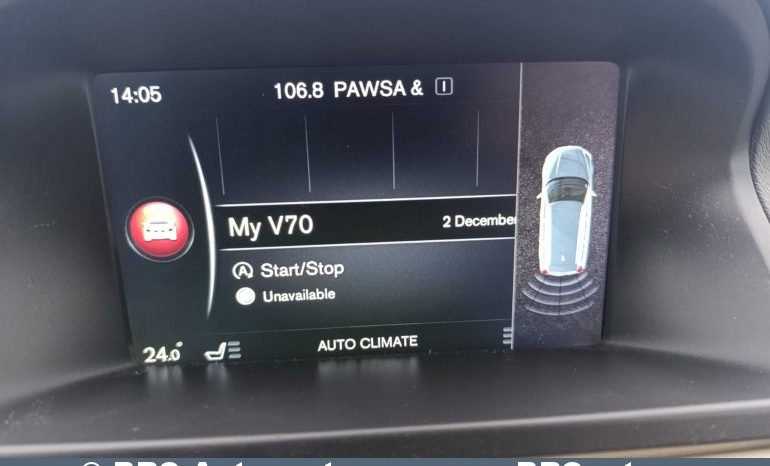 14:05
106.8 PAWSA & I
My V70
2 December
Start/Stop
Unavailable
24.0°
AUTO CLIMATE